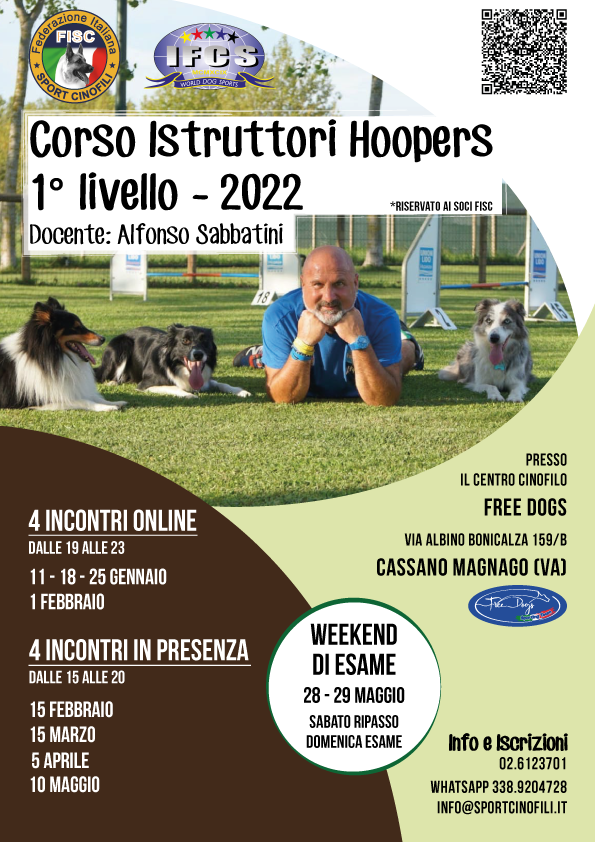 Federazione Italiana
FISC
SPORT CINOFILI
IFCS
WORLD DOG SPORTS
Corso Istruttori Hoopers
1° livello - 2022
*RISERVATO AI SOCI FISC
Docente: Alfonso Sabbatini
18
PRESSO
IL CENTRO CINOFILO
FREE DOGS
VIA ALBINO BONICALZA 159/B
CASSANO MAGNAGO (VA)
Free Dogs
4 INCONTRI ONLINE
DALLE 19 ALLE 23
11 - 18 - 25 GENNAIO
1 FEBBRAIO
4 INCONTRI IN PRESENZA
DALLE 15 ALLE 20
15 FEBBRAIO
15 MARZO
5 APRILE
10 MAGGIO
WEEKEND
DI ESAME
28 - 29 MAGGIO
SABATO RIPASSO
DOMENICA ESAME
Info e Iscrizioni
02.6123701
WHATSAPP 338.9204728
INFO@SPORTCINOFILI.IT